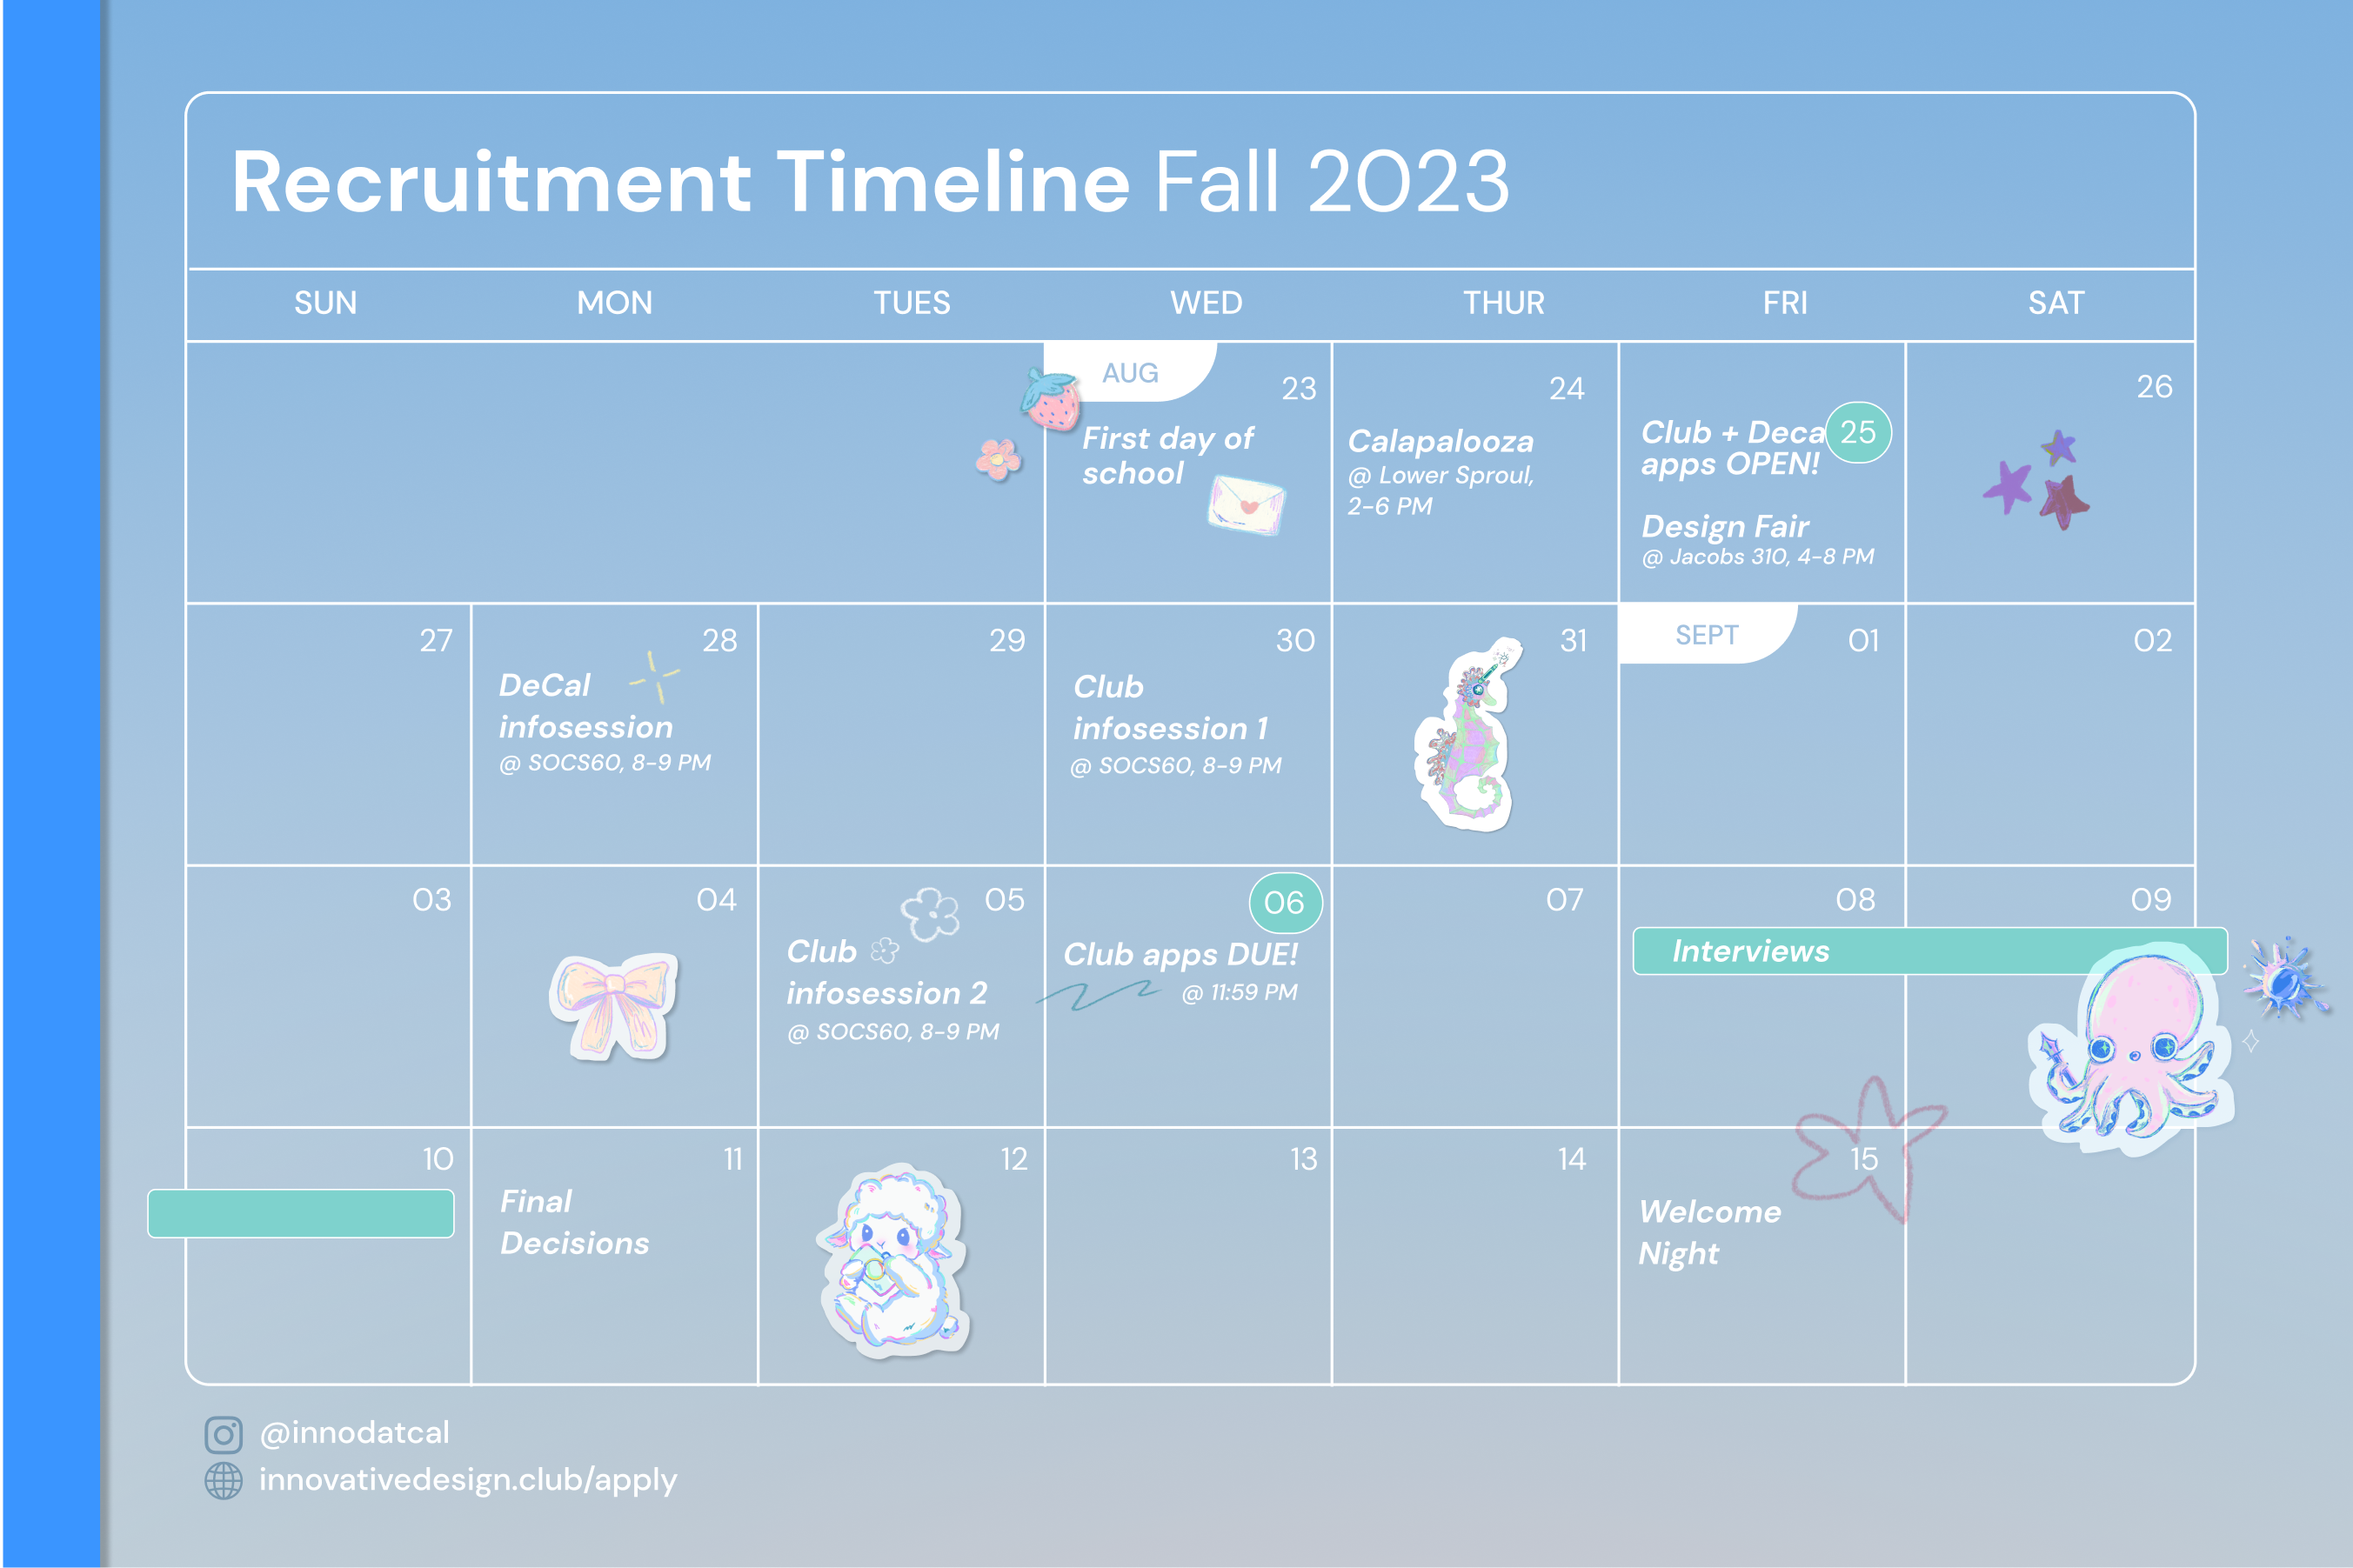 Recruitment Timeline Fall 2023
SUN MON TUES WED THUR FRI SAT
AUG
23
First day of
school
24
Calapalooza
@ Lower Sproul,
2-6 PM
25
Club + Deca
apps OPEN!
Design Fair
@ Jacobs 310, 4-8 PM
26
27
28
DeCal
infosession
@ SOCS60, 8-9 PM
29
30
Club
infosession 1
@ SOCS60, 8-9 PM
31
SEPT
01
02
03
04
05
Club
infosession 2
@ SOCS60, 8-9 PM
06
Club apps DUE!
@ 11:59 PM
07
08
09
Interviews
10
11
Final
Decisions
12
13
14
15
Welcome
Night
@innodatcal
innovativedesign.club/apply